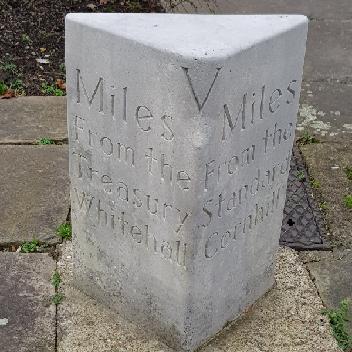 V
Miles
From the
Treasury
Whitehall
Miles
From the
Standard
Cornhill